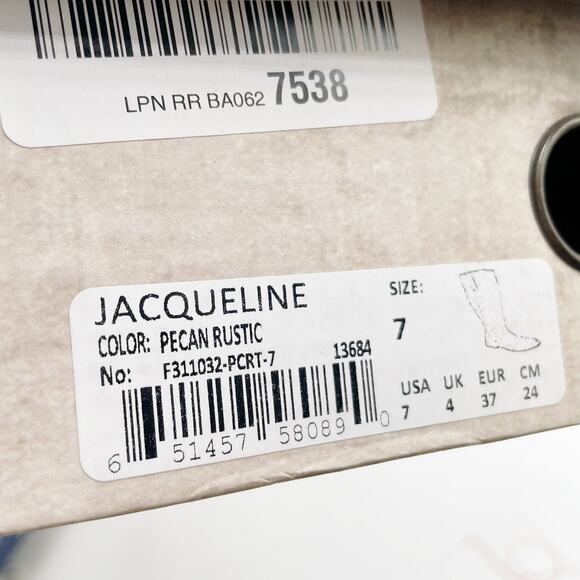 LPN RR BA062 7538
JACQUELINE
COLOR: PECAN RUSTIC
No: F311032-PCRT-7 13684
6 51457 58089 0
SIZE:
7
USA UK EUR CM
7 4 37 24